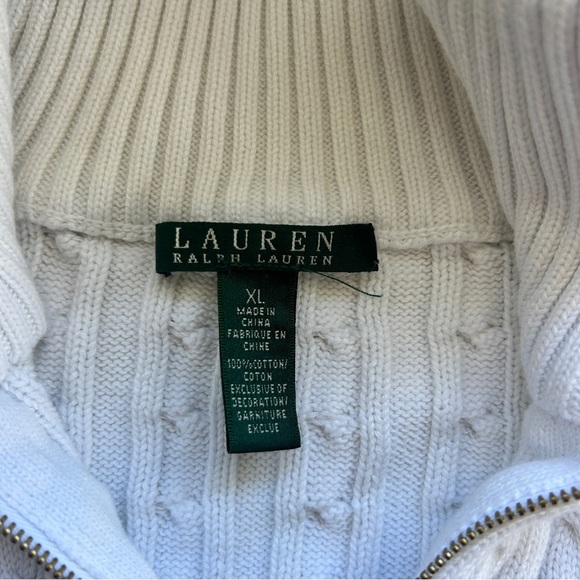 LAUREN
RALPH LAUREN
XL
MADE IN
CHINA
FABRIQUE EN
CHINE
100%COTTON/
COTON
EXCLUSIVE OF
DECORATION/
GARNITURE
EXCLUE